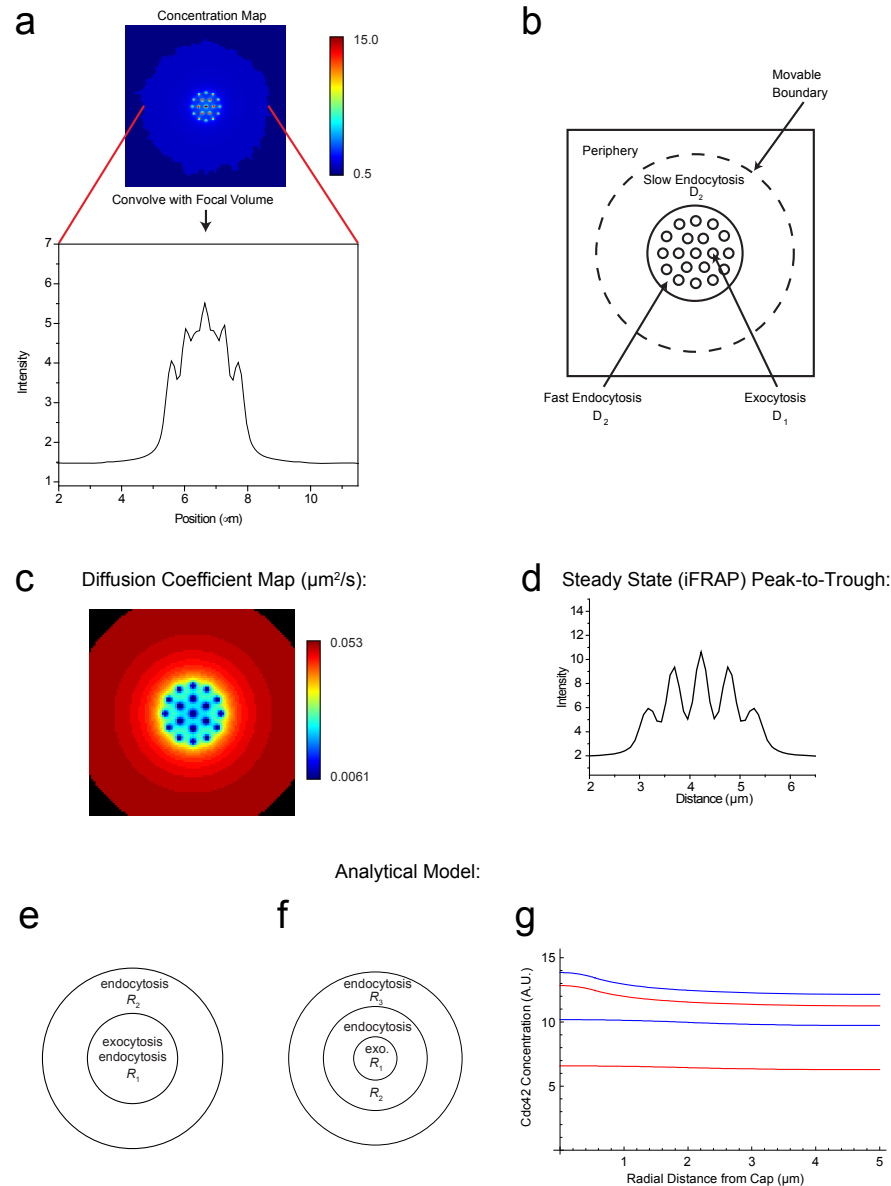 a
Concentration Map
15.0
0.5
Convolve with Focal Volume
7
6
5
4
3
2
1
Intensity
2 4 6 8 10
Position (∝m)
b
Movable
Boundary
Periphery
Slow Endocytosis
D2
Fast Endocytosis
D2
Exocytosis
D1
c
Diffusion Coefficient Map (µm²/s):
0.053
0.0061
d
Steady State (iFRAP) Peak-to-Trough:
14
12
10
8
6
4
2
Intensity
2 3 4 5 6
Distance (µm)
Analytical Model:
e
endocytosis
R2
exocytosis
endocytosis
R1
f
endocytosis
R3
endocytosis
exo.
R1
R2
g
15
10
5
Cdc42 Concentration (A.U.)
1 2 3 4 5
Radial Distance from Cap (µm)